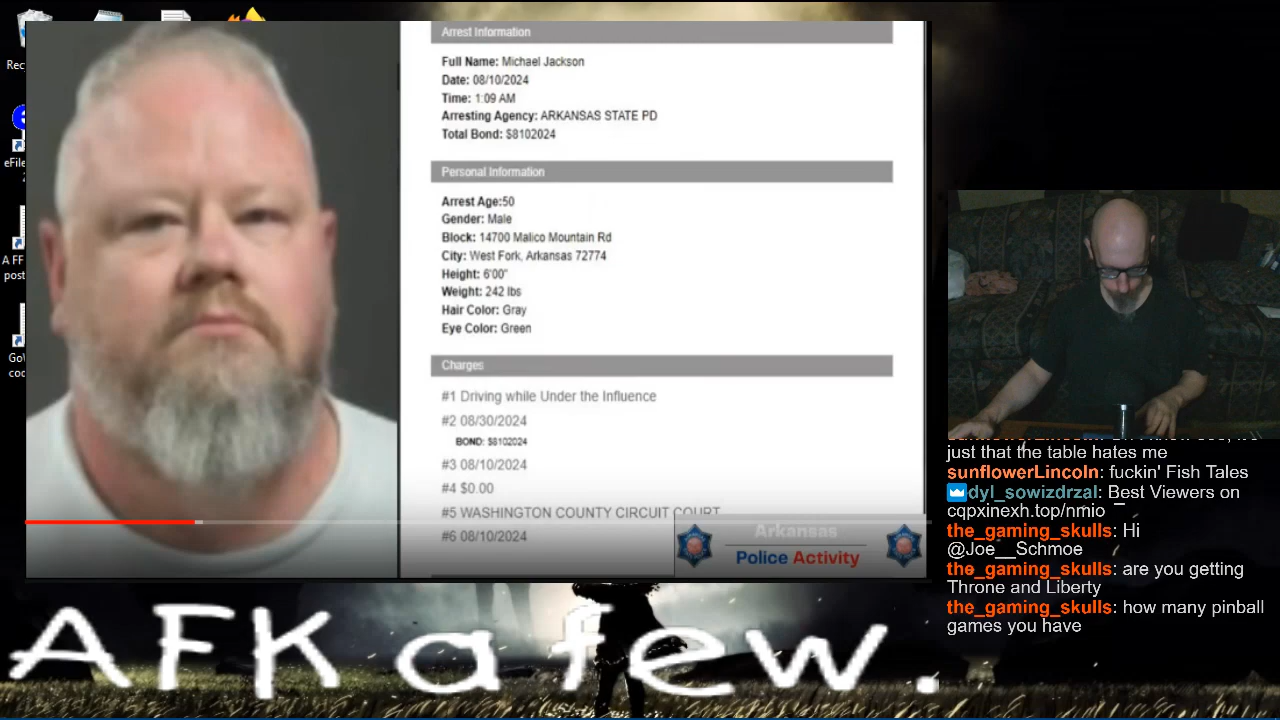 Rec
eFile
A FF
post
Go
coc
Arrest Information
Full Name: Michael Jackson
Date: 08/10/2024
Time: 1:09 AM
Arresting Agency: ARKANSAS STATE PD
Total Bond: $8102024
Personal Information
Arrest Age:50
Gender: Male
Block: 14700 Malico Mountain Rd
City: West Fork, Arkansas 72774
Height: 6'00"
Weight: 242 lbs
Hair Color: Gray
Eye Color: Green
Charges
#1 Driving while Under the Influence
#2 08/30/2024
BOND: $8102024
#3 08/10/2024
#4 $0.00
#5 WASHINGTON COUNTY CIRCUIT COURT
#6 08/10/2024
Arkansas
Police Activity
just that the table hates me
sunflowerLincoln: fuckin' Fish Tales
dyl_sowizdrzal: Best Viewers on
cqpxinexh.top/nmio
the_gaming_skulls: Hi
@Joe__Schmoe
the_gaming_skulls: are you getting
Throne and Liberty
the_gaming_skulls: how many pinball
games you have
AFK a few.